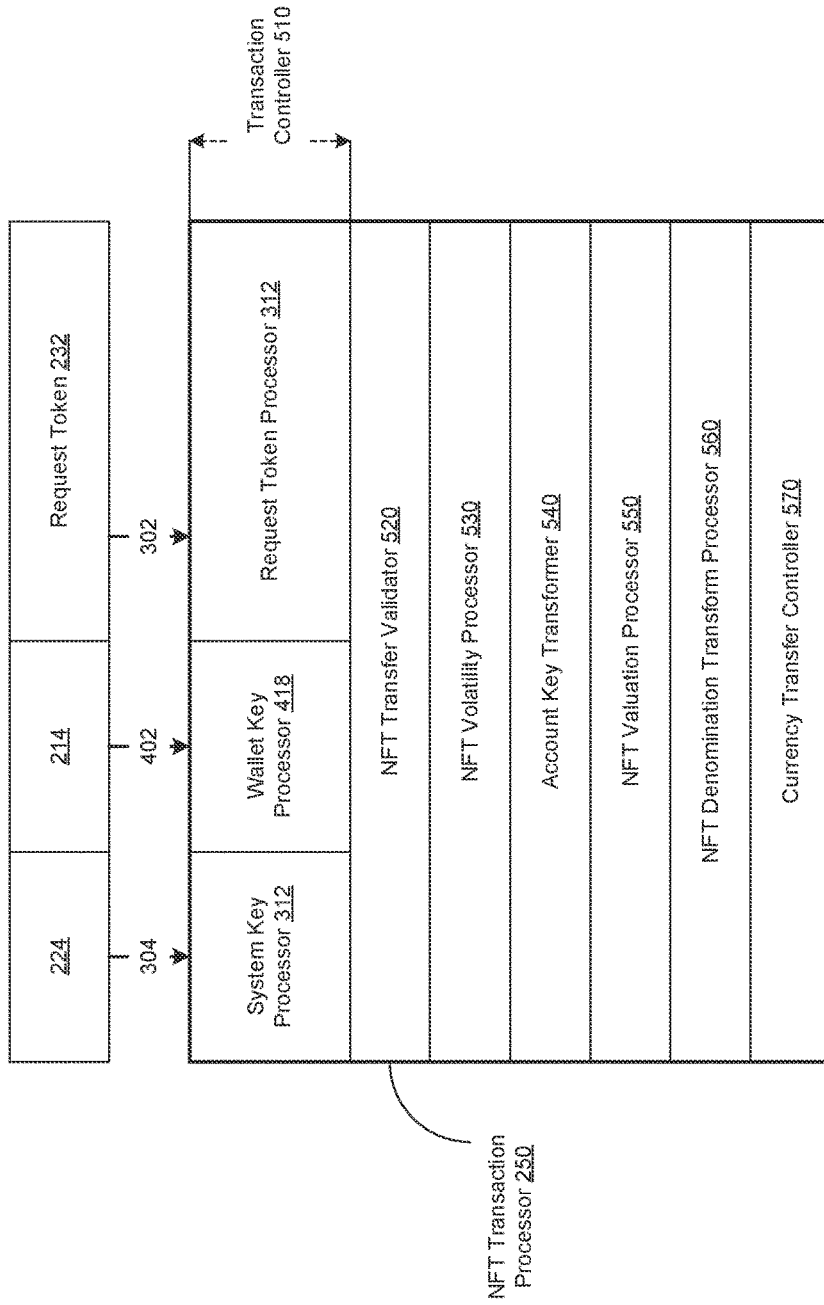 224
214
Request Token 232
304
402
302
System Key
Processor 312
Wallet Key
Processor 418
Request Token Processor 312
Transaction
Controller 510
NFT Transfer Validator 520
NFT Volatility Processor 530
Account Key Transformer 540
NFT Valuation Processor 550
NFT Denomination Transform Processor 560
Currency Transfer Controller 570
NFT Transaction
Processor 250